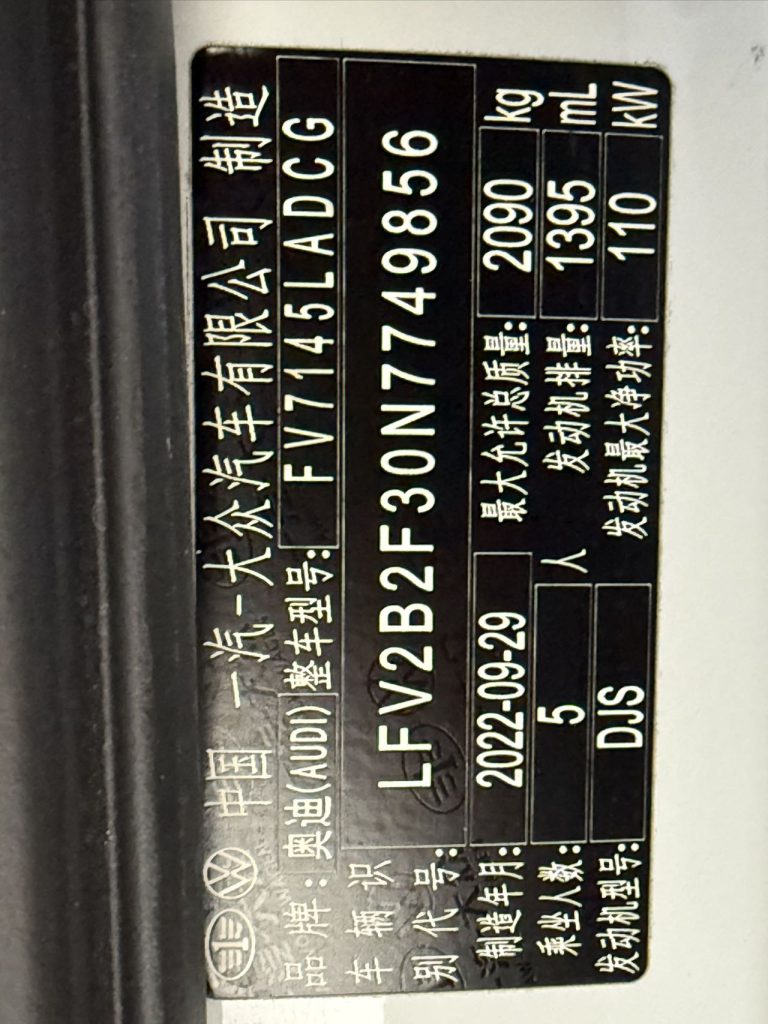 中国 一汽-大众汽车有限公司 制造
品牌: 奥迪(AUDI) 整车型号: FV7145LADCG
车辆识别代号: LFV2B2F30N7749856
制造年月: 2022-09-29 最大允许总质量: 2090 kg
乘坐人数: 5 人 发动机排量: 1395 mL
发动机型号: DJS 发动机最大净功率: 110 kW